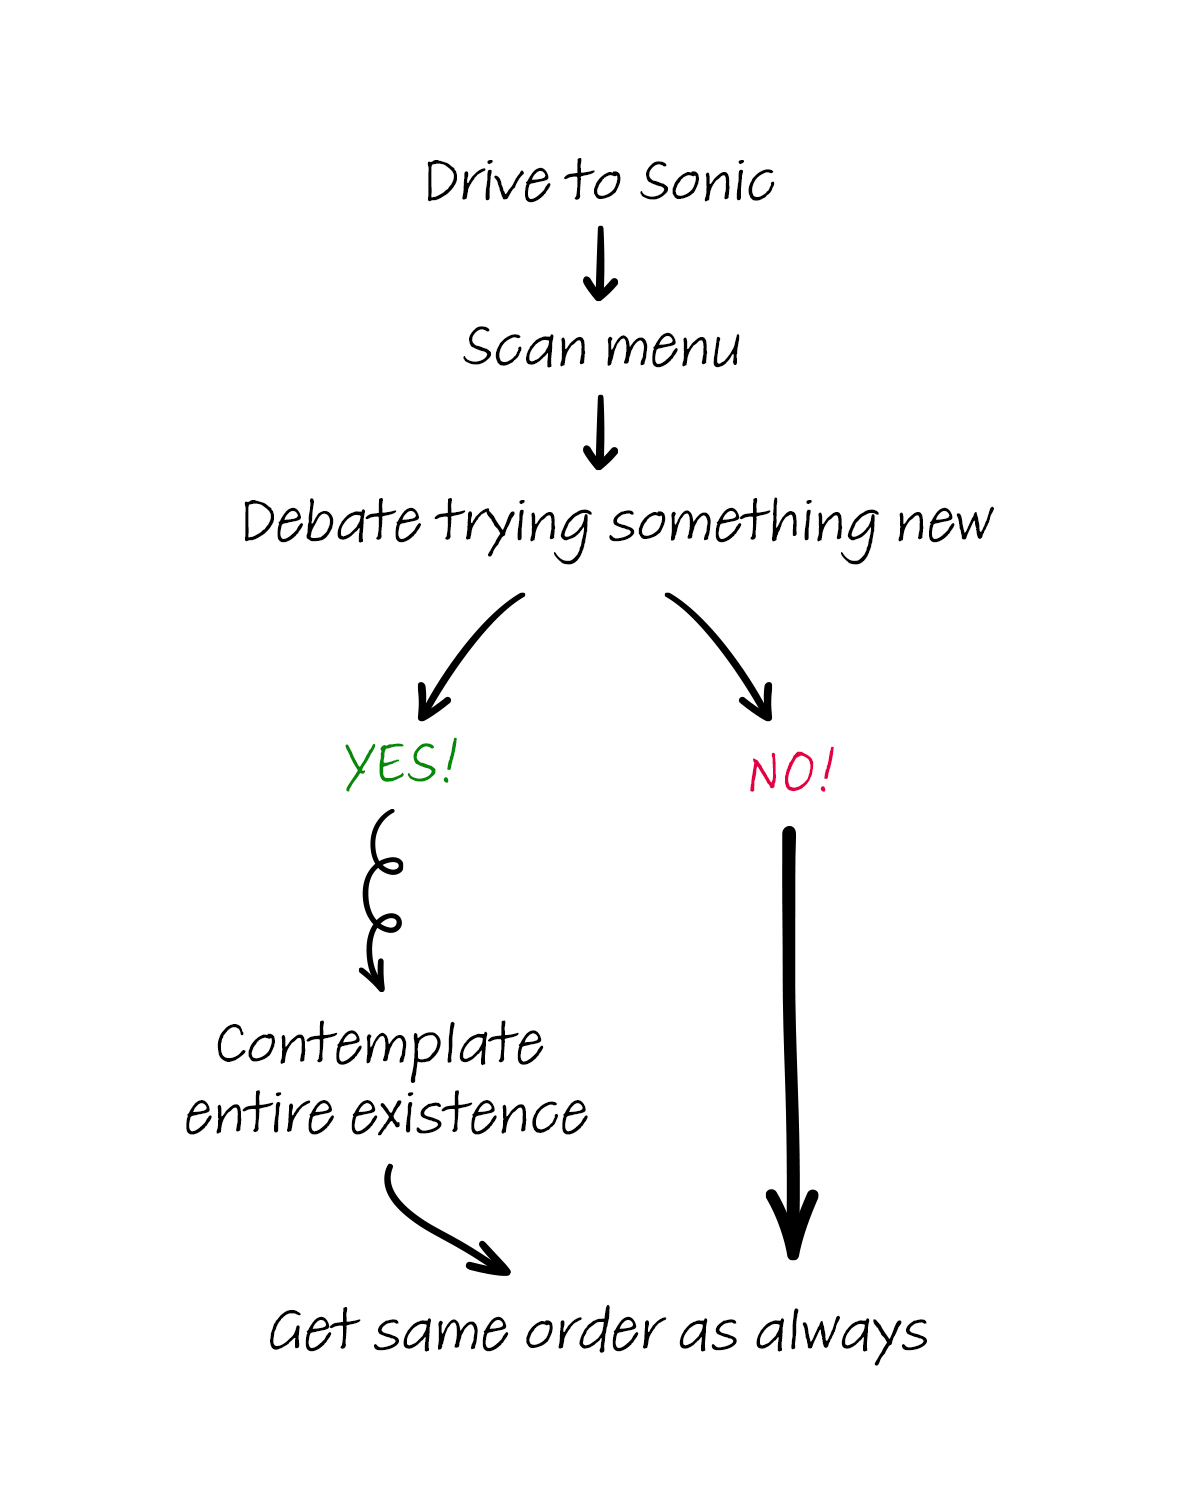 Drive to Sonic
Scan menu
Debate trying something new
YES!
NO!
Contemplate
entire existence
Get same order as always